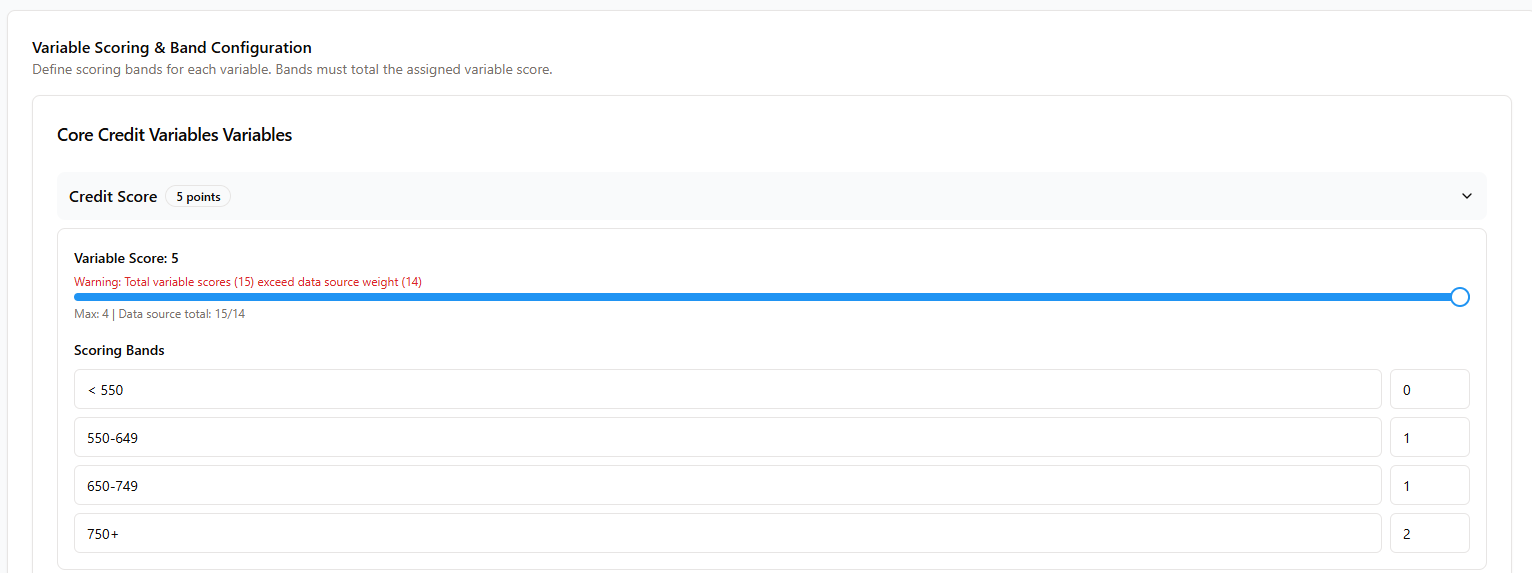 Variable Scoring & Band Configuration
Define scoring bands for each variable. Bands must total the assigned variable score.
Core Credit Variables Variables
Credit Score 5 points
Variable Score: 5
Warning: Total variable scores (15) exceed data source weight (14)
Max: 4 | Data source total: 15/14
Scoring Bands
< 550 0
550-649 1
650-749 1
750+ 2